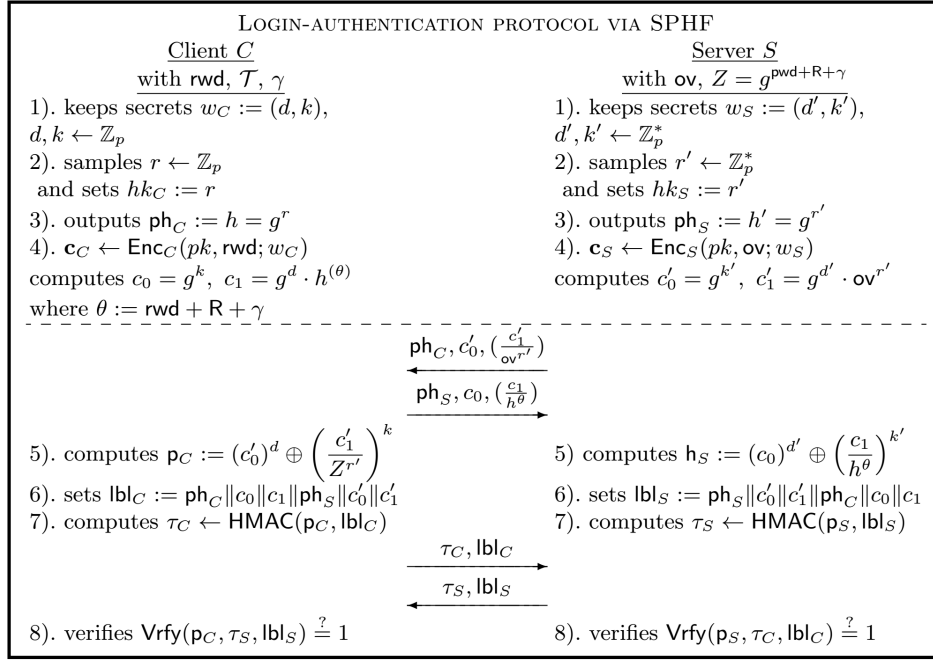 LOGIN-AUTHENTICATION PROTOCOL VIA SPHF
Client C
with rwd, 𝒯, γ
1). keeps secrets w_C := (d, k),
d, k ← ℤ_p
2). samples r ← ℤ_p
and sets hk_C := r
3). outputs ph_C := h = g^r
4). c_C ← Enc_C(pk, rwd; w_C)
computes c_0 = g^k, c_1 = g^d · h^(θ)
where θ := rwd + R + γ
Server S
with ov, Z = g^{pwd+R+γ}
1). keeps secrets w_S := (d′, k′),
d′, k′ ← ℤ_p^*
2). samples r′ ← ℤ_p^*
and sets hk_S := r′
3). outputs ph_S := h′ = g^{r′}
4). c_S ← Enc_S(pk, ov; w_S)
computes c′_0 = g^{k′}, c′_1 = g^{d′} · ov^{r′}
ph_C, c′_0, (c′_1 / ov^{r′})
ph_S, c_0, (c_1 / h^θ)
5). computes p_C := (c′_0)^d ⊕ (c′_1 / Z^{r′})^k
6). sets lbl_C := ph_C‖c_0‖c_1‖ph_S‖c′_0‖c′_1
7). computes τ_C ← HMAC(p_C, lbl_C)
5) computes h_S := (c_0)^{d′} ⊕ (c_1 / h^θ)^{k′}
6). sets lbl_S := ph_S‖c′_0‖c′_1‖ph_C‖c_0‖c_1
7). computes τ_S ← HMAC(p_S, lbl_S)
τ_C, lbl_C
τ_S, lbl_S
8). verifies Vrfy(p_C, τ_S, lbl_S) ≟ 1
8). verifies Vrfy(p_S, τ_C, lbl_C) ≟ 1